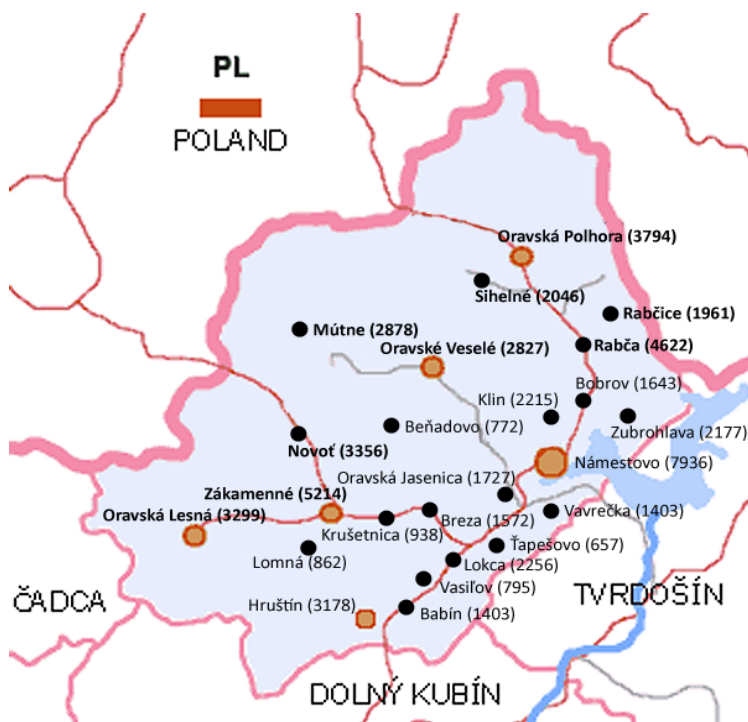 PL
POLAND
Oravská Polhora (3794)
Sihelné (2046)
Rabčice (1961)
Mútne (2878)
Rabča (4622)
Oravské Veselé (2827)
Bobrov (1643)
Klin (2215)
Zubrohlava (2177)
Beňadovo (772)
Novoť (3356)
Námestovo (7936)
Oravská Jasenica (1727)
Zákamenné (5214)
Oravská Lesná (3299)
Vavrečka (1403)
Breza (1572)
Krušetnica (938)
Ťapešovo (657)
Lomná (862)
Lokca (2256)
Vasiľov (795)
TVRDOŠÍN
ČADCA
Hruštín (3178)
Babín (1403)
DOLNÝ KUBÍN